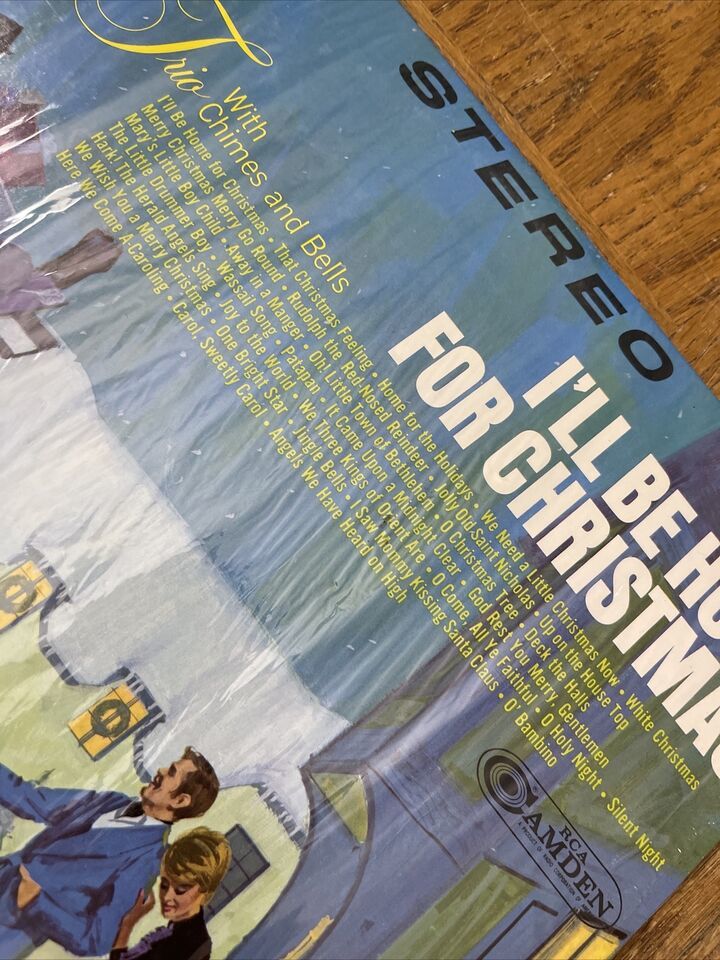 STEREO
I'LL BE HO
FOR CHRISTMA
Trio
With
Chimes and Bells
I'll Be Home for Christmas • That Christmas Feeling • Home for the Holidays • We Need a Little Christmas Now • White Christmas
Merry Christmas Merry Go Round • Rudolph the Red-Nosed Reindeer • Jolly Old Saint Nicholas • Up on the House Top
Mary's Little Boy Child • Away in a Manger • Oh! Little Town of Bethlehem • O Christmas Tree • Deck the Halls
The Little Drummer Boy • Wassail Song • Patapan • It Came Upon a Midnight Clear • God Rest You Merry, Gentlemen
Hark! The Herald Angels Sing • Joy to the World • We Three Kings of Orient Are • O Come All Ye Faithful • O Holy Night • Silent Night
We Wish You a Merry Christmas • One Bright Star • Jingle Bells • I Saw Mommy Kissing Santa Claus • O' Bambino
Here We Come A-Caroling • Carol, Sweetly Carol • Angels We Have Heard on High
RCA
CAMDEN
A PRODUCT OF RADIO CORPORATION OF